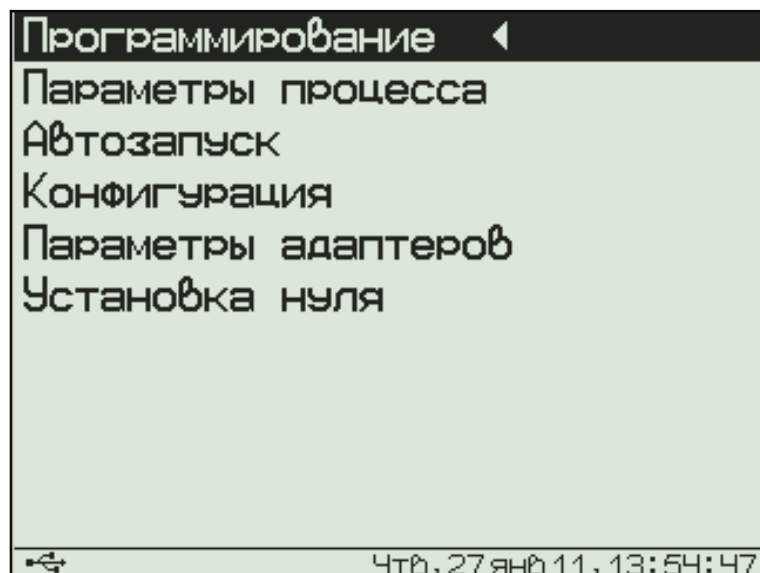 Программирование
Параметры процесса
Автозапуск
Конфигурация
Параметры адаптеров
Установка нуля
Чтв,27янв11,13:54:47